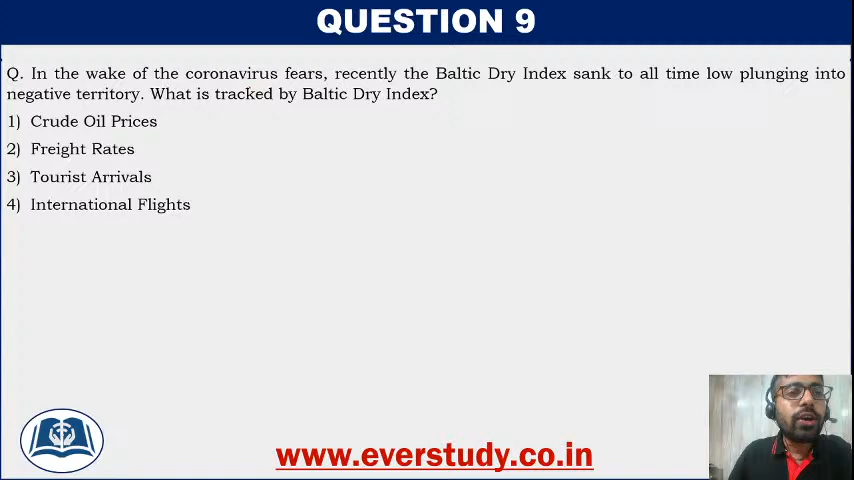 QUESTION 9
Q. In the wake of the coronavirus fears, recently the Baltic Dry Index sank to all time low plunging into
negative territory. What is tracked by Baltic Dry Index?
1) Crude Oil Prices
2) Freight Rates
3) Tourist Arrivals
4) International Flights
www.everstudy.co.in